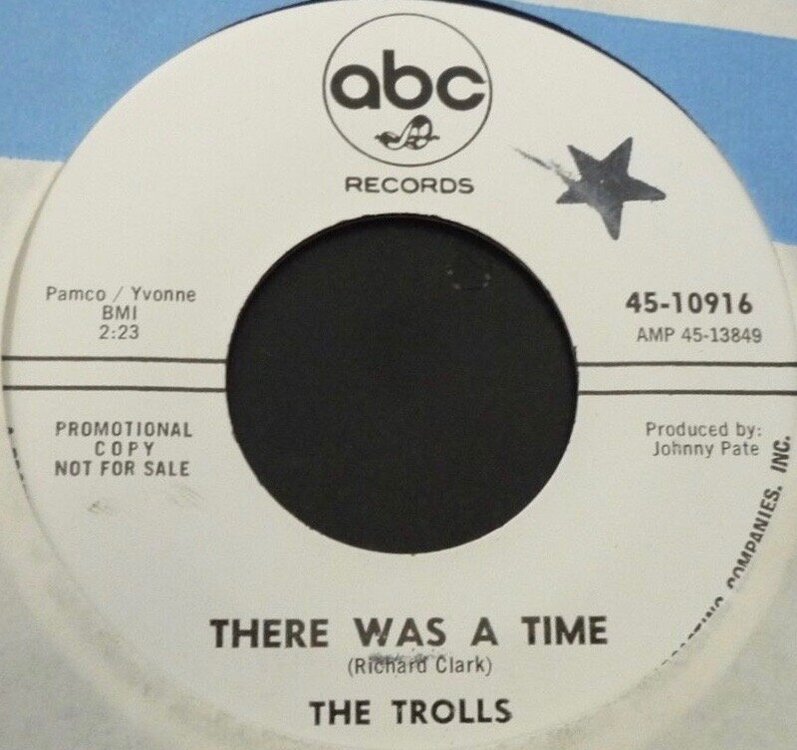 abc
RECORDS
Pamco / Yvonne
BMI
2:23
45-10916
AMP 45-13849
PROMOTIONAL
COPY
NOT FOR SALE
Produced by:
Johnny Pate
COMPANIES, INC.
THERE WAS A TIME
(Richard Clark)
THE TROLLS